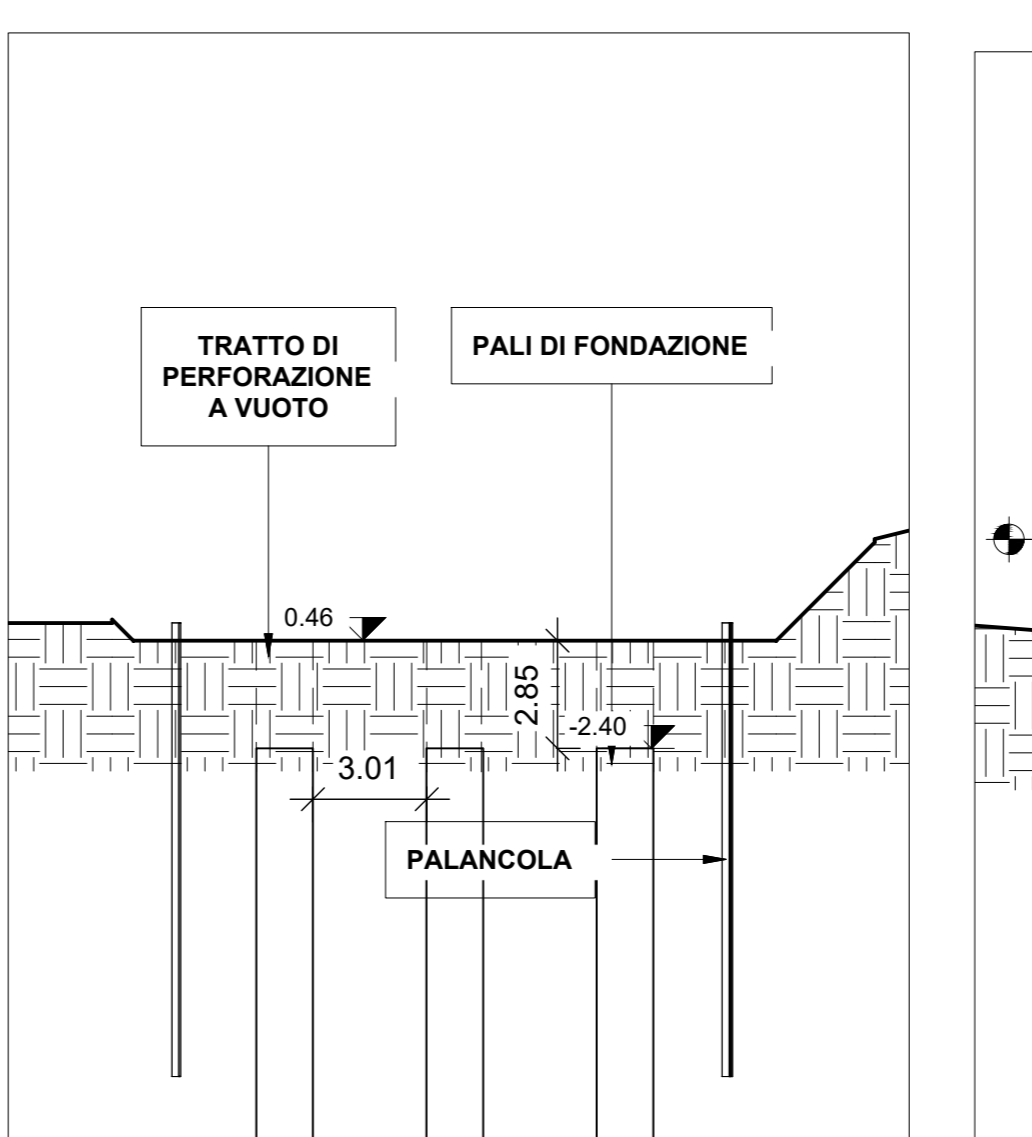 TRATTO DI
PERFORAZIONE
A VUOTO
PALI DI FONDAZIONE
0.46
2.85
-2.40
3.01
PALANCOLA